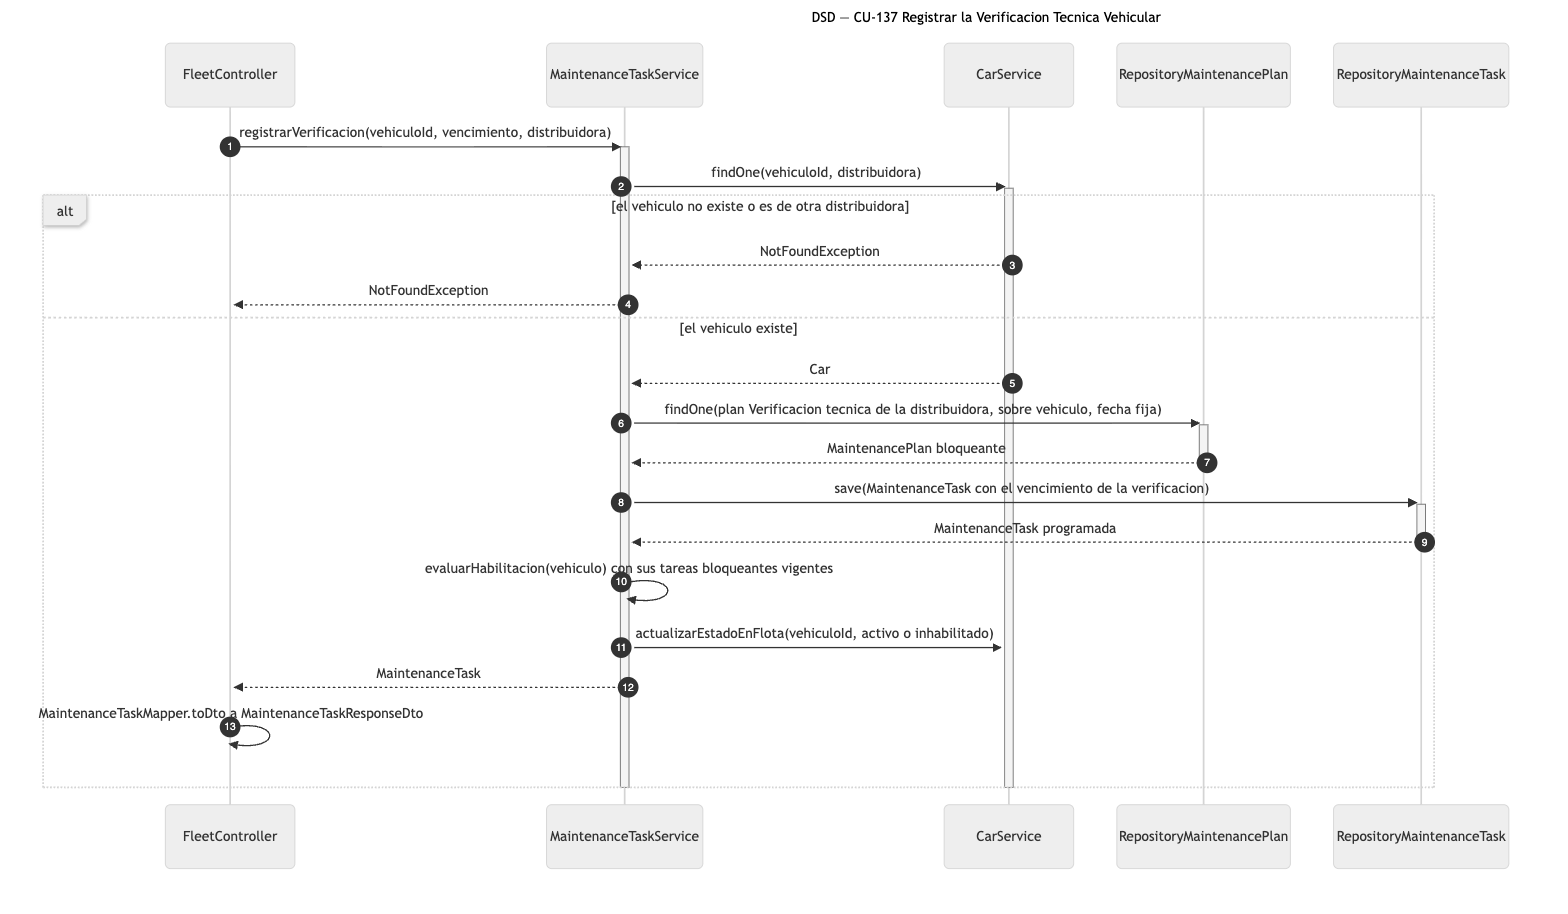 DSD — CU-137 Registrar la Verificacion Tecnica Vehicular
FleetController
MaintenanceTaskService
CarService
RepositoryMaintenancePlan
RepositoryMaintenanceTask
registrarVerificacion(vehiculoId, vencimiento, distribuidora)
1
findOne(vehiculoId, distribuidora)
2
alt
[el vehiculo no existe o es de otra distribuidora]
NotFoundException
3
NotFoundException
4
[el vehiculo existe]
Car
5
findOne(plan Verificacion tecnica de la distribuidora, sobre vehiculo, fecha fija)
6
MaintenancePlan bloqueante
7
save(MaintenanceTask con el vencimiento de la verificacion)
8
MaintenanceTask programada
9
evaluarHabilitacion(vehiculo) con sus tareas bloqueantes vigentes
10
actualizarEstadoEnFlota(vehiculoId, activo o inhabilitado)
11
MaintenanceTask
12
MaintenanceTaskMapper.toDto a MaintenanceTaskResponseDto
13
FleetController
MaintenanceTaskService
CarService
RepositoryMaintenancePlan
RepositoryMaintenanceTask